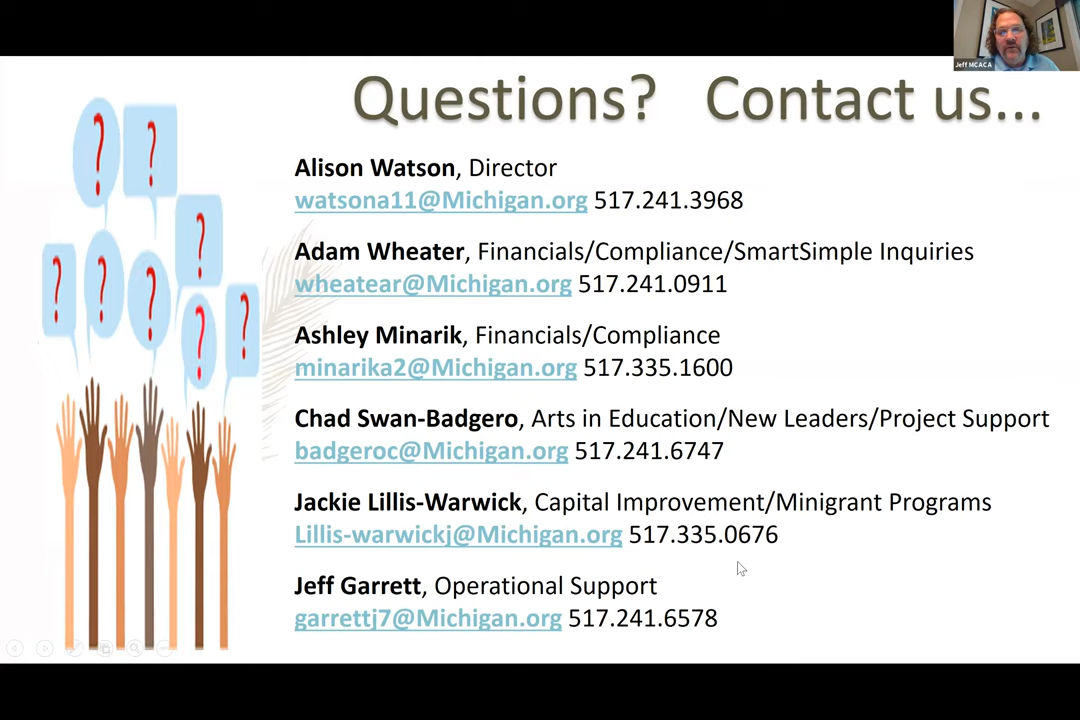 Jeff MCACA
Questions? Contact us...
Alison Watson, Director
watsona11@Michigan.org 517.241.3968
Adam Wheater, Financials/Compliance/SmartSimple Inquiries
wheatear@Michigan.org 517.241.0911
Ashley Minarik, Financials/Compliance
minarika2@Michigan.org 517.335.1600
Chad Swan-Badgero, Arts in Education/New Leaders/Project Support
badgeroc@Michigan.org 517.241.6747
Jackie Lillis-Warwick, Capital Improvement/Minigrant Programs
Lillis-warwickj@Michigan.org 517.335.0676
Jeff Garrett, Operational Support
garrettj7@Michigan.org 517.241.6578
? ?
?
? ? ?
? ?